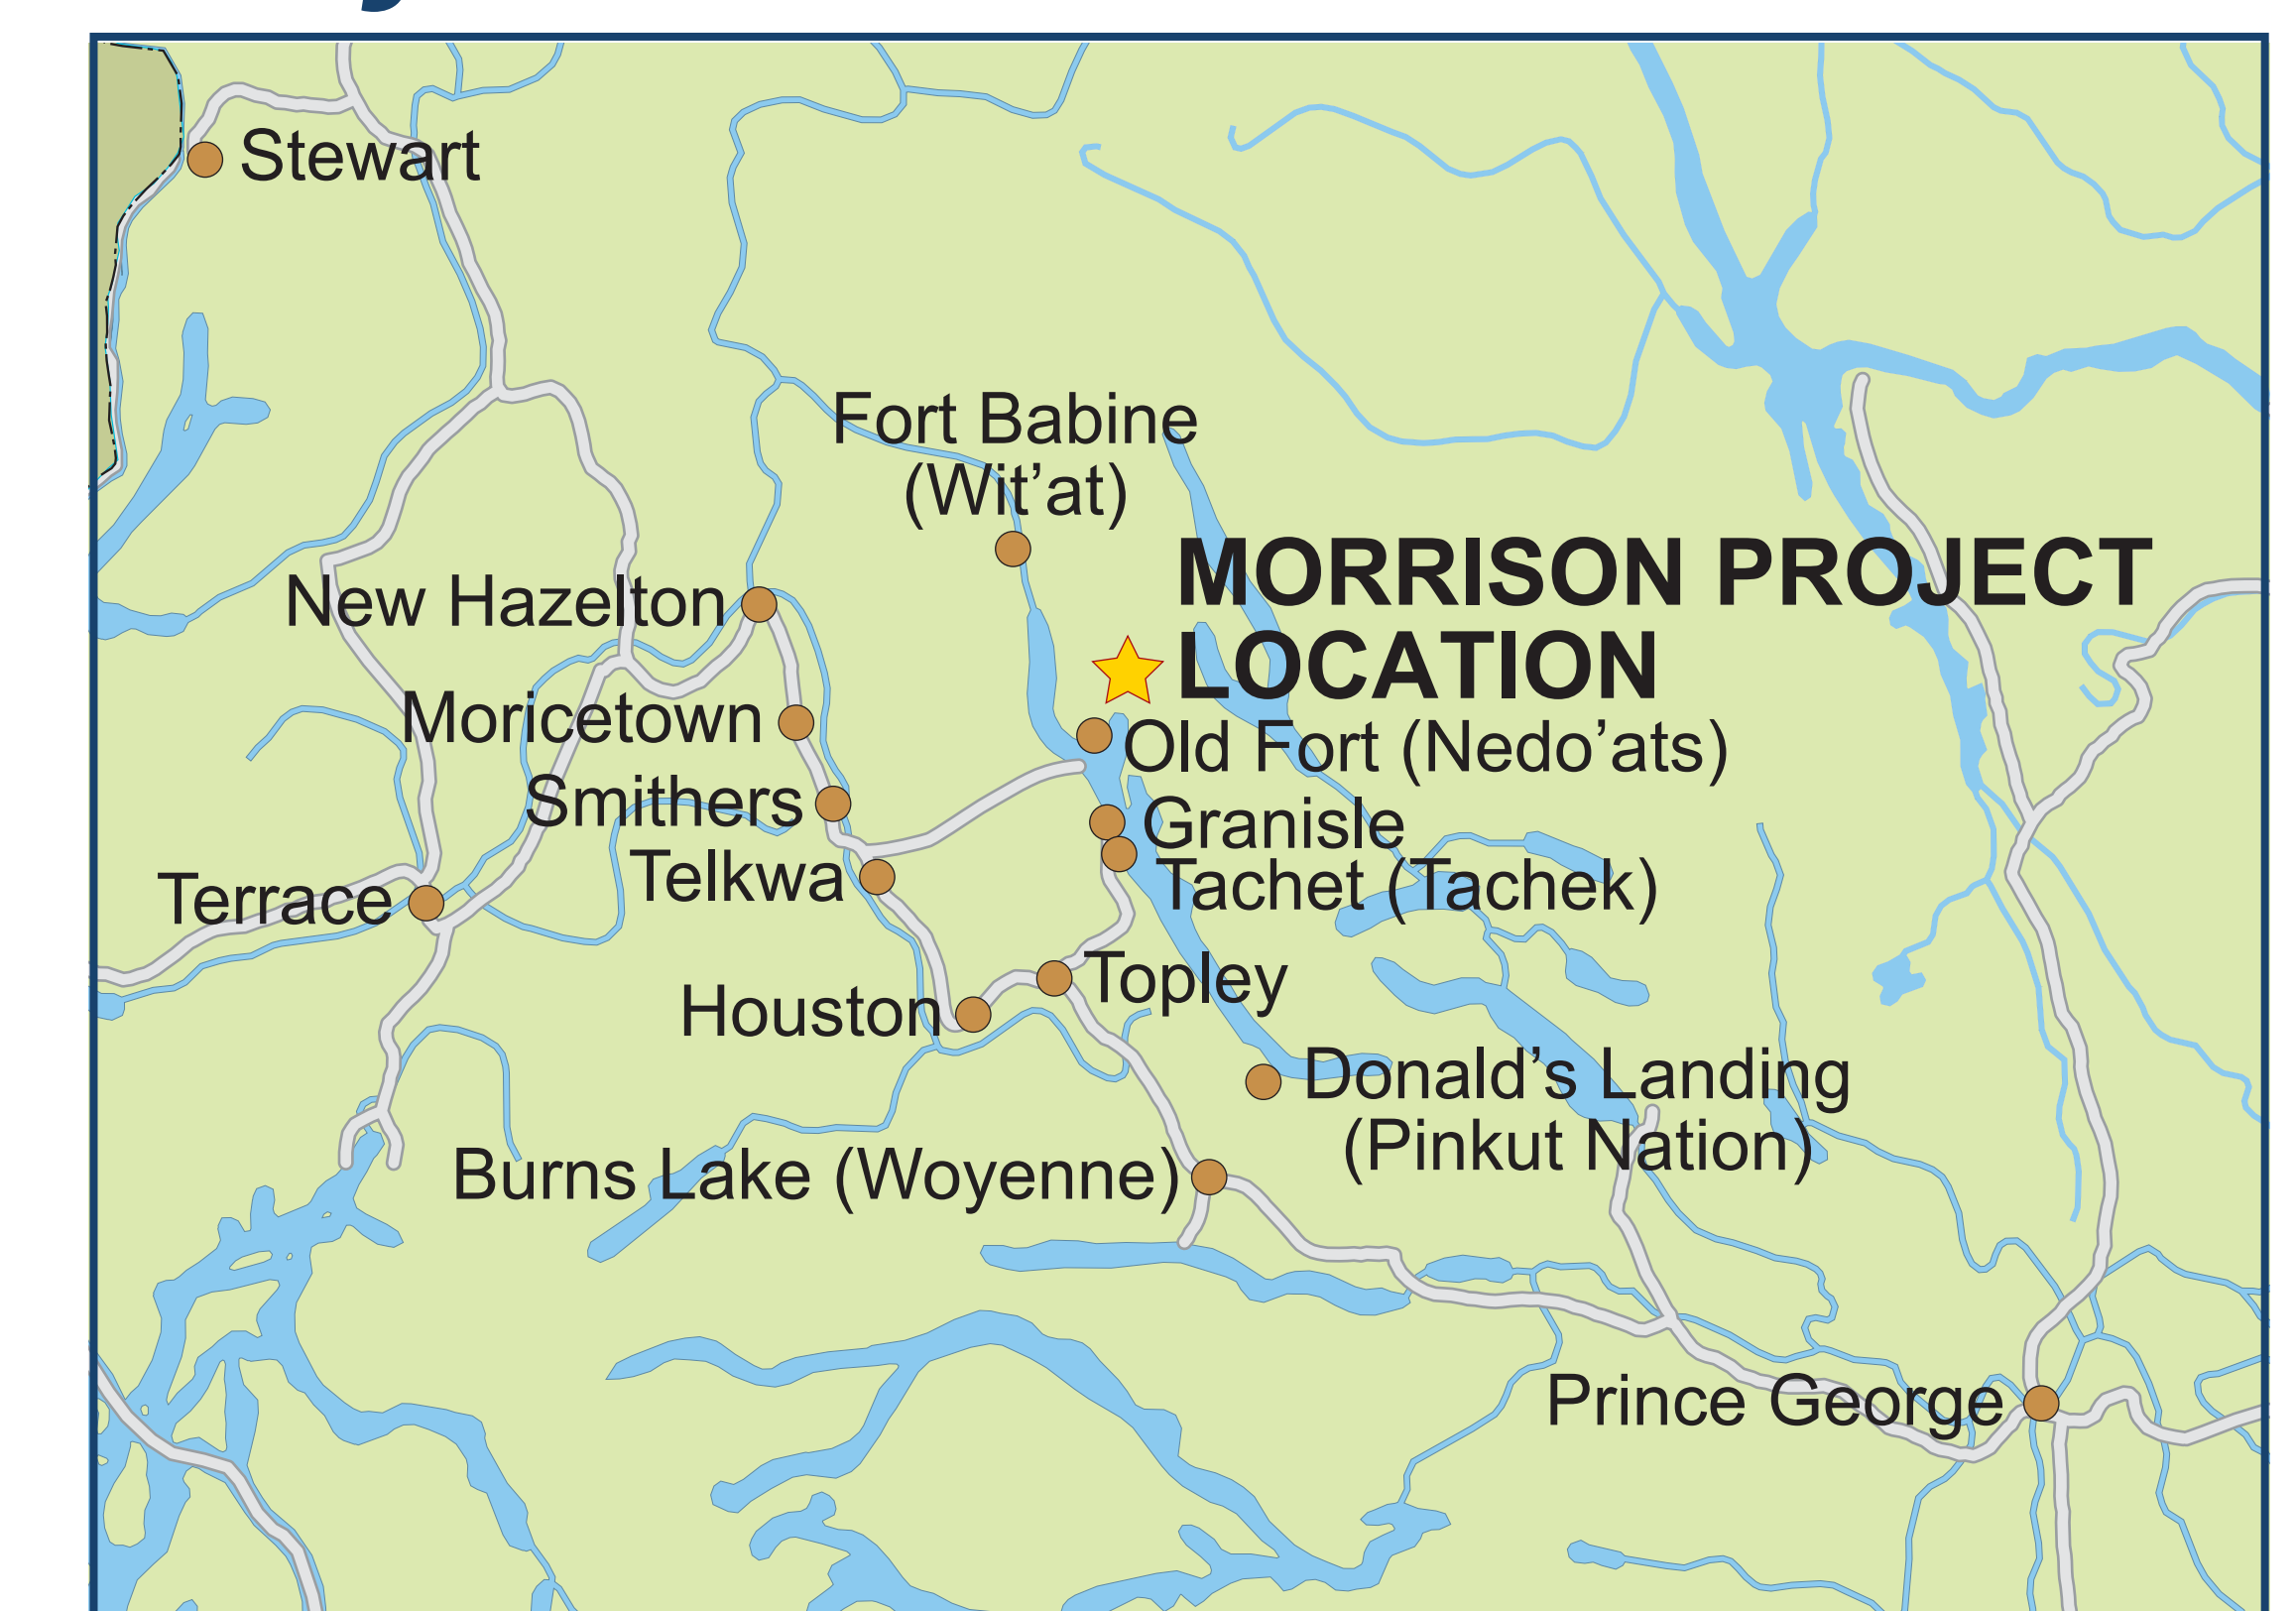 Stewart
Fort Babine
(Wit’at)
MORRISON PROJECT
LOCATION
New Hazelton
Moricetown
Old Fort (Nedo’ats)
Smithers
Granisle
Telkwa
Tachet (Tachek)
Terrace
Topley
Houston
Donald’s Landing
(Pinkut Nation)
Burns Lake (Woyenne)
Prince George